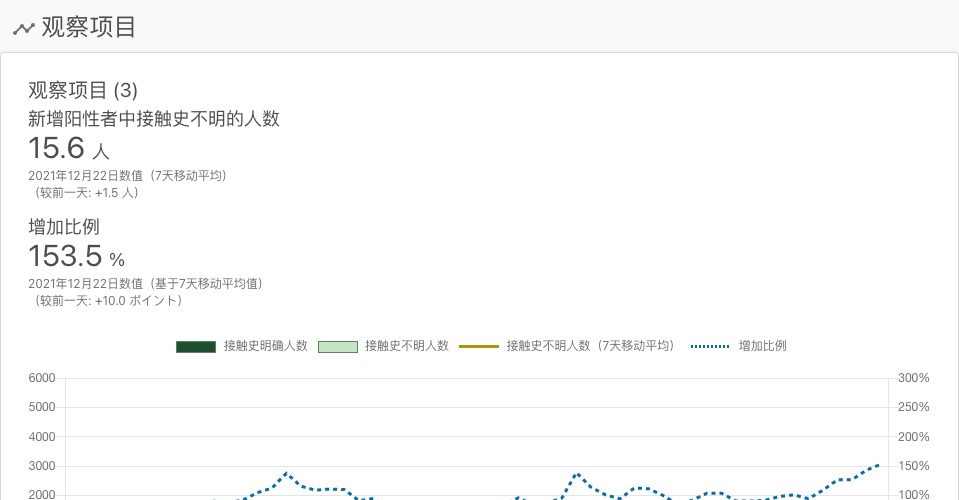 观察项目
观察项目 (3)
新增阳性者中接触史不明的人数
15.6 人
2021年12月22日数值（7天移动平均）
（较前一天: +1.5 人）
增加比例
153.5 %
2021年12月22日数值（基于7天移动平均值）
（较前一天: +10.0 ポイント）
接触史明确人数 接触史不明人数 接触史不明人数（7天移动平均） 增加比例
6000 300%
5000 250%
4000 200%
3000 150%
2000 100%